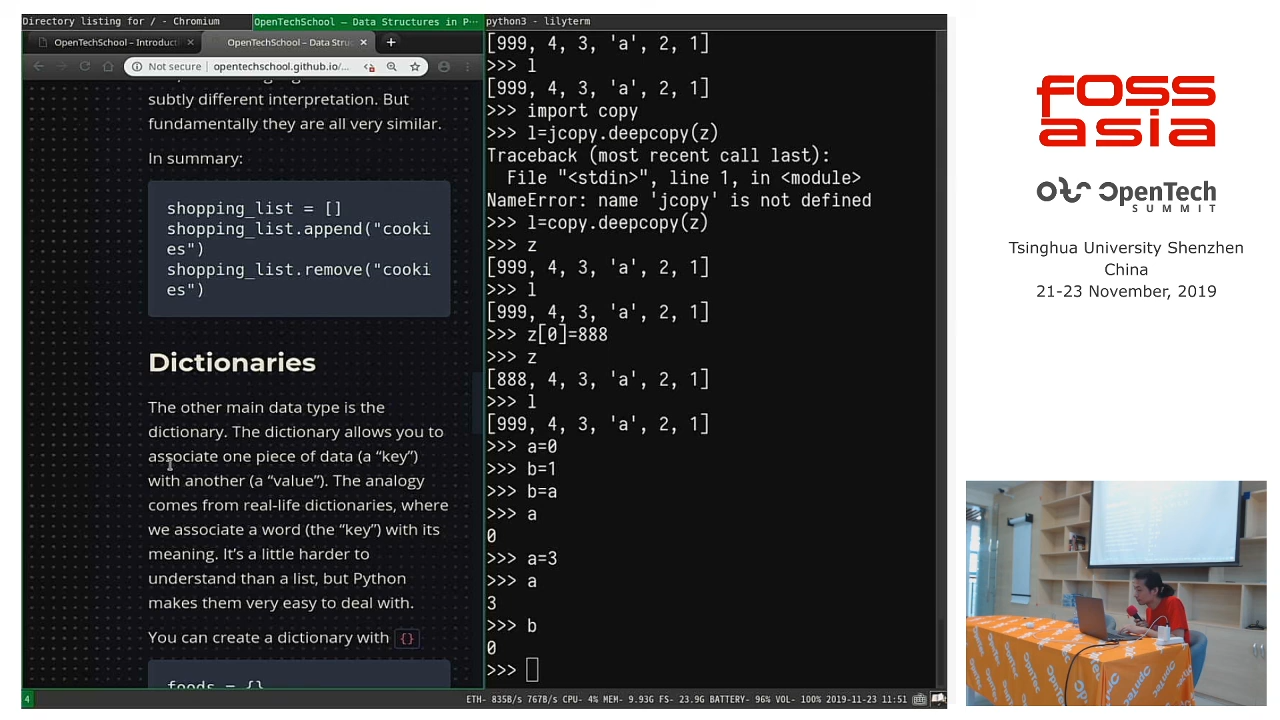 Directory listing for / - Chromium
OpenTechSchool – Data Structures in P···
python3 - lilyterm
OpenTechSchool – Introducti
OpenTechSchool – Data Struc
Not secure | opentechschool.github.io/...
subtly different interpretation. But
fundamentally they are all very similar.
In summary:
shopping_list = []
shopping_list.append("cooki
es")
shopping_list.remove("cooki
es")
Dictionaries
The other main data type is the
dictionary. The dictionary allows you to
associate one piece of data (a “key”)
with another (a “value”). The analogy
comes from real-life dictionaries, where
we associate a word (the “key”) with its
meaning. It’s a little harder to
understand than a list, but Python
makes them very easy to deal with.
You can create a dictionary with {}
foods = {}
[999, 4, 3, 'a', 2, 1]
>>> l
[999, 4, 3, 'a', 2, 1]
>>> import copy
>>> l=jcopy.deepcopy(z)
Traceback (most recent call last):
File "<stdin>", line 1, in <module>
NameError: name 'jcopy' is not defined
>>> l=copy.deepcopy(z)
>>> z
[999, 4, 3, 'a', 2, 1]
>>> l
[999, 4, 3, 'a', 2, 1]
>>> z[0]=888
>>> z
[888, 4, 3, 'a', 2, 1]
>>> l
[999, 4, 3, 'a', 2, 1]
>>> a=0
>>> b=1
>>> b=a
>>> a
0
>>> a=3
>>> a
3
>>> b
0
>>>
4
ETH- 835B/s 767B/s CPU- 4% MEM- 9.93G FS- 23.9G BATTERY- 96% VOL- 100% 2019-11-23 11:51
FOSS
asia
OpenTech
SUMMIT
Tsinghua University Shenzhen
China
21-23 November, 2019